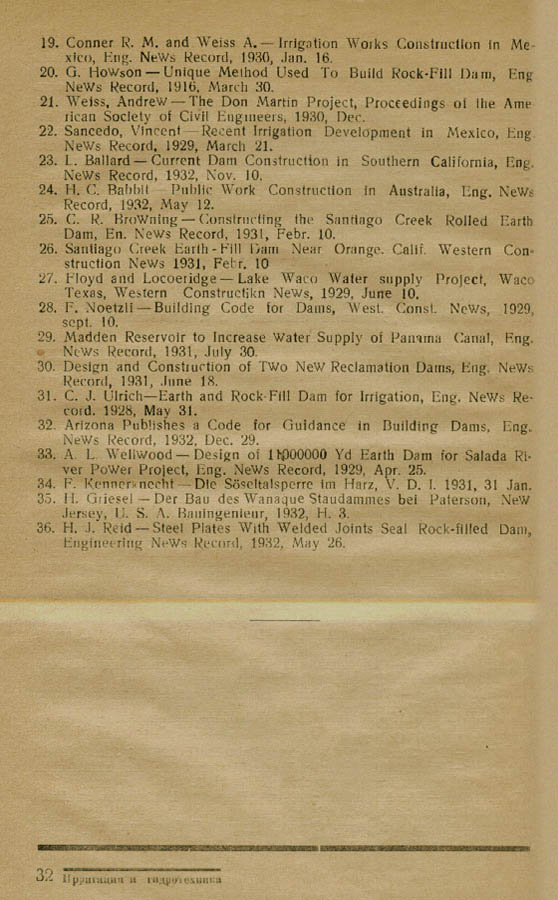 19. Conner R. M. and Weiss A. — Irrigation Works Construction in Me-
xico, Eng. NeWs Record, 1930, Jan. 16.
20. G. HoWson — Unique Method Used To Build Rock-Fill Dam, Eng
NeWs Record, 1916, March 30.
21. Weiss, Andrew — The Don Martin Project, Proceedings of the Ame
rican Society of Civil Engineers, 1930, Dec.
22. Sancedo, Vincent — Recent Irrigation Development in Mexico, Eng.
NeWs Record, 1929, March 21.
23. L. Ballard — Current Dam Construction in Southern California, Eng.
NeWs Record, 1932, Nov. 10.
24. H. C. Babbit — Public Work Construction in Australia, Eng. NeWs
Record, 1932, May 12.
25. C. R. BroWning — Constructing the Santiago Creek Rolled Earth
Dam, En. NeWs Record, 1931, Febr. 10.
26. Santiago Creek Earth-Fill Dam Near Orange. Calif. Western Con-
struction NeWs 1931, Febr. 10
27. Floyd and Locoeridge — Lake Waco Water supply Project, Waco
Texas, Western Constructikn NeWs, 1929, June 10.
28. F. Noetzli — Building Code for Dams, West. Const. NeWs, 1929,
sept. 10.
29. Madden Reservoir to Increase Water Supply of Panama Canal, Eng.
NeWs Record, 1931, July 30.
30. Design and Construction of TWo NeW Reclamation Dams, Eng. NeWs
Record, 1931, June 18.
31. C. J. Ulrich—Earth and Rock-Fill Dam for Irrigation, Eng. NeWs Re-
cord. 1928, May 31.
32. Arizona Publishes a Code for Guidance in Building Dams, Eng.
NeWs Record, 1932, Dec. 29.
33. A. L. Wellwood — Design of 11000000 Yd Earth Dam for Salada Ri-
ver PoWer Project, Eng. NeWs Record, 1929, Apr. 25.
34. F. Kennerknecht — Die Söseltalsperre im Harz, V. D. I. 1931, 31 Jan.
35. H. Griesel — Der Bau des Wanaque Staudammes bei Paterson, NeW
Jersey, U. S. A. Bauingenieur, 1932, H. 3.
36. H. J. Reid — Steel Plates With Welded Joints Seal Rock-filled Dam,
Engineering NeWs Record, 1932, May 26.
32 Ирригация и гидротехника